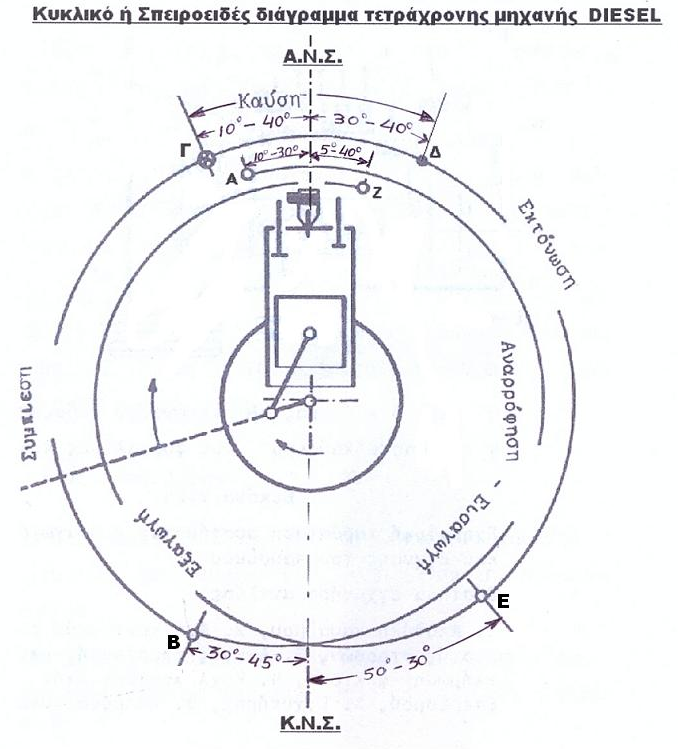 Κυκλικό ή Σπειροειδές διάγραμμα τετράχρονης μηχανής DIESEL
Α.Ν.Σ.
Καύση
10°-40° 30°-40°
Γ 10°-30° 5°-40° Δ
Α Ζ
Εκτόνωση
Συμπιεση
Αναρρόφηση - Εισαγωγή
Εξαγωγή
Β Ε
30°-45° 50°-30°
Κ.Ν.Σ.